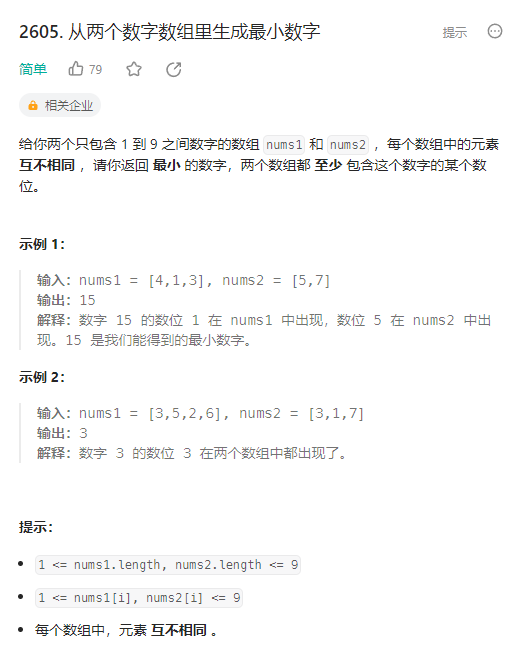 2605. 从两个数字数组里生成最小数字
提示
简单
79
相关企业
给你两个只包含 1 到 9 之间数字的数组 nums1 和 nums2 ，每个数组中的元素
互不相同 ，请你返回 最小 的数字，两个数组都 至少 包含这个数字的某个数
位。
示例 1：
输入：nums1 = [4,1,3], nums2 = [5,7]
输出：15
解释：数字 15 的数位 1 在 nums1 中出现，数位 5 在 nums2 中出
现。15 是我们能得到的最小数字。
示例 2：
输入：nums1 = [3,5,2,6], nums2 = [3,1,7]
输出：3
解释：数字 3 的数位 3 在两个数组中都出现了。
提示：
1 <= nums1.length, nums2.length <= 9
1 <= nums1[i], nums2[i] <= 9
每个数组中，元素 互不相同 。